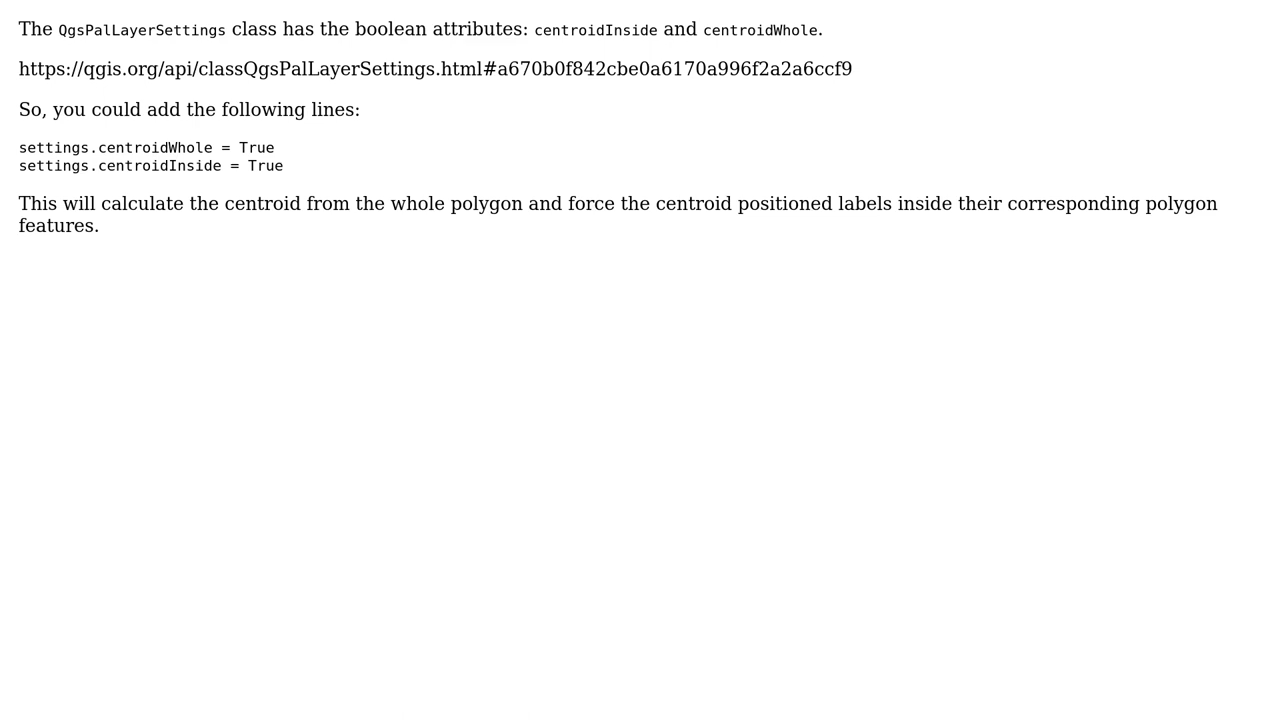 The QgsPalLayerSettings class has the boolean attributes: centroidInside and centroidWhole.
https://qgis.org/api/classQgsPalLayerSettings.html#a670b0f842cbe0a6170a996f2a2a6ccf9
So, you could add the following lines:
settings.centroidWhole = True
settings.centroidInside = True
This will calculate the centroid from the whole polygon and force the centroid positioned labels inside their corresponding polygon
features.